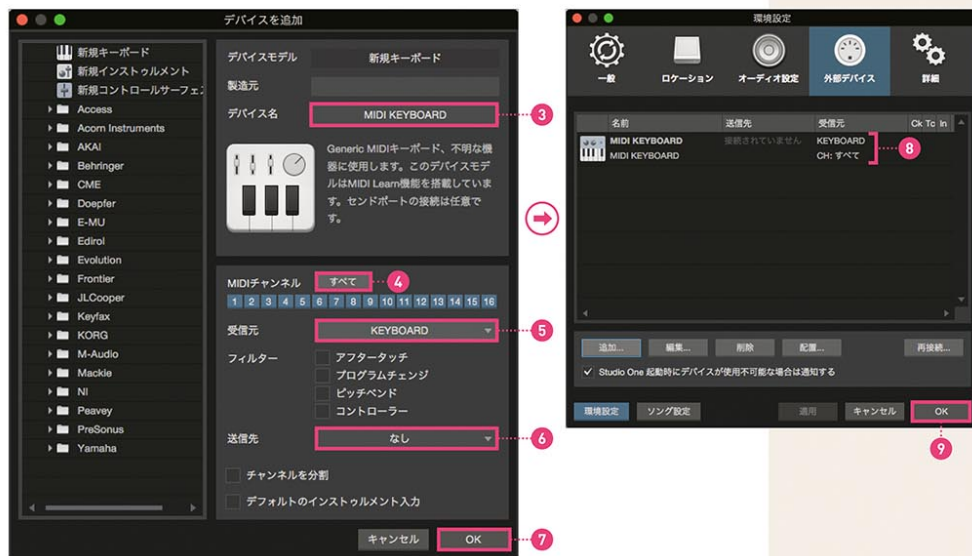 デバイスを追加
新規キーボード
新規インストゥルメント
新規コントロールサーフェ
Access
Acorn Instruments
AKAI
Behringer
CME
Doepfer
E-MU
Edirol
Evolution
Frontier
JLCooper
Keyfax
KORG
M-Audio
Mackie
NI
Peavey
PreSonus
Yamaha
デバイスモデル 新規キーボード
製造元
デバイス名 MIDI KEYBOARD
3
Generic MIDIキーボード、不明な機
器に使用します。このデバイスモデ
ルはMIDI Learn機能を搭載していま
す。センドポートの接続は任意で
す。
MIDIチャンネル すべて
4
1 2 3 4 5 6 7 8 9 10 11 12 13 14 15 16
受信元 KEYBOARD
5
フィルター アフタータッチ
プログラムチェンジ
ピッチベンド
コントローラー
送信先 なし
6
チャンネルを分割
デフォルトのインストゥルメント入力
キャンセル OK
7
環境設定
一般 ロケーション オーディオ設定 外部デバイス 詳細
名前 送信先 受信元 Ck Tc In
MIDI KEYBOARD 接続されていません KEYBOARD
MIDI KEYBOARD CH: すべて
8
追加... 編集... 削除 配置... 再接続...
Studio One 起動時にデバイスが使用不可能な場合は通知する
環境設定 ソング設定 適用 キャンセル OK
9